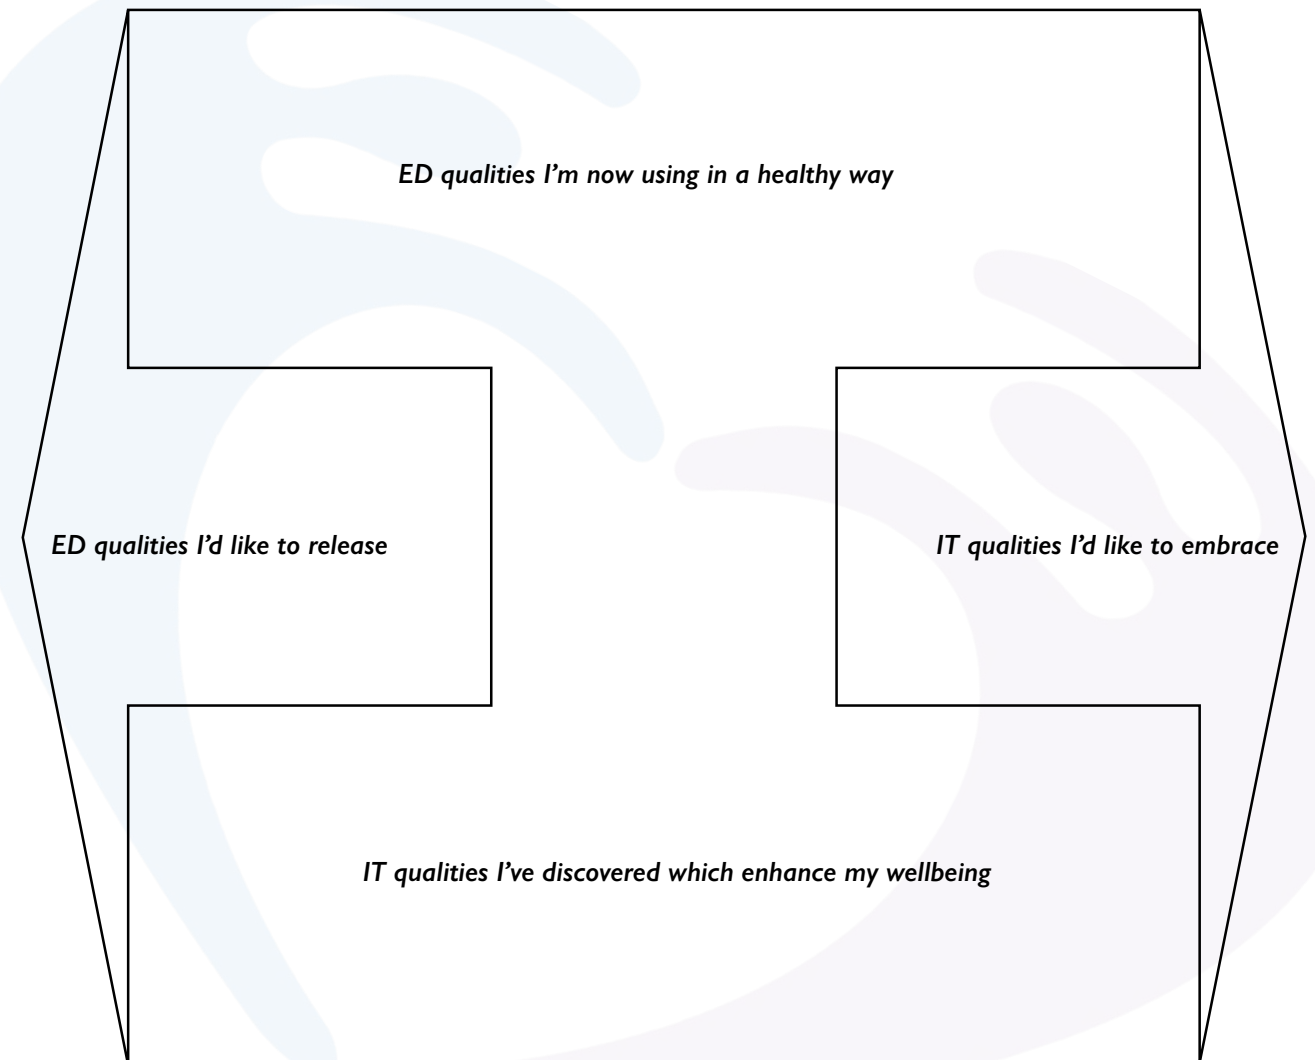 ED qualities I’m now using in a healthy way
ED qualities I’d like to release
IT qualities I’d like to embrace
IT qualities I’ve discovered which enhance my wellbeing